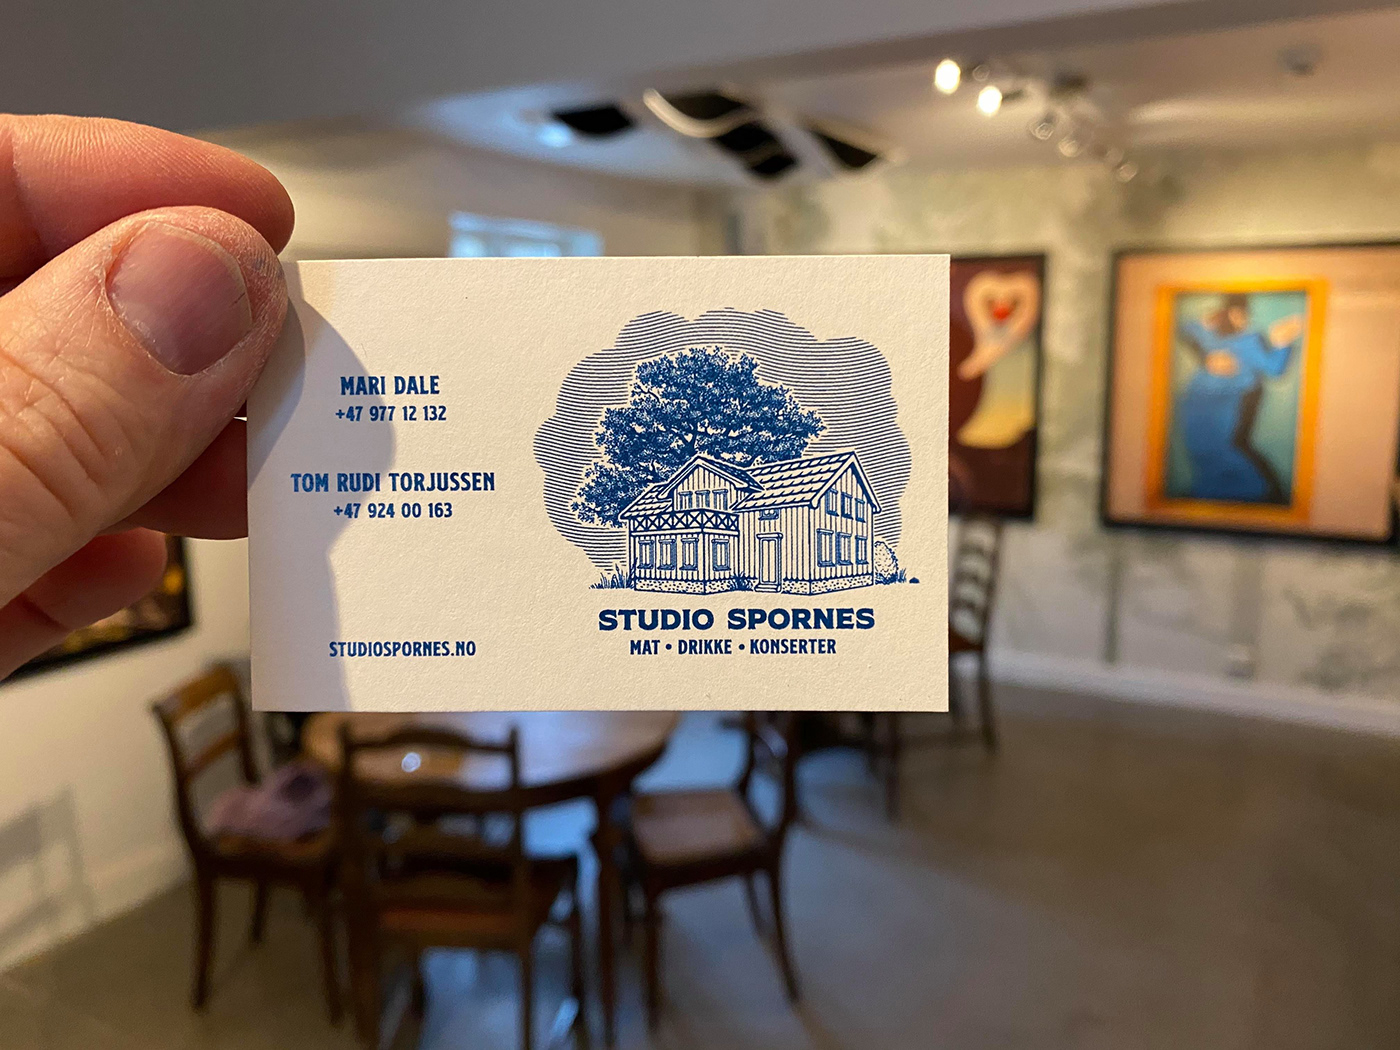 MARI DALE
+47 977 12 132
TOM RUDI TORJUSSEN
+47 924 00 163
STUDIOSPORNES.NO
STUDIO SPORNES
MAT • DRIKKE • KONSERTER